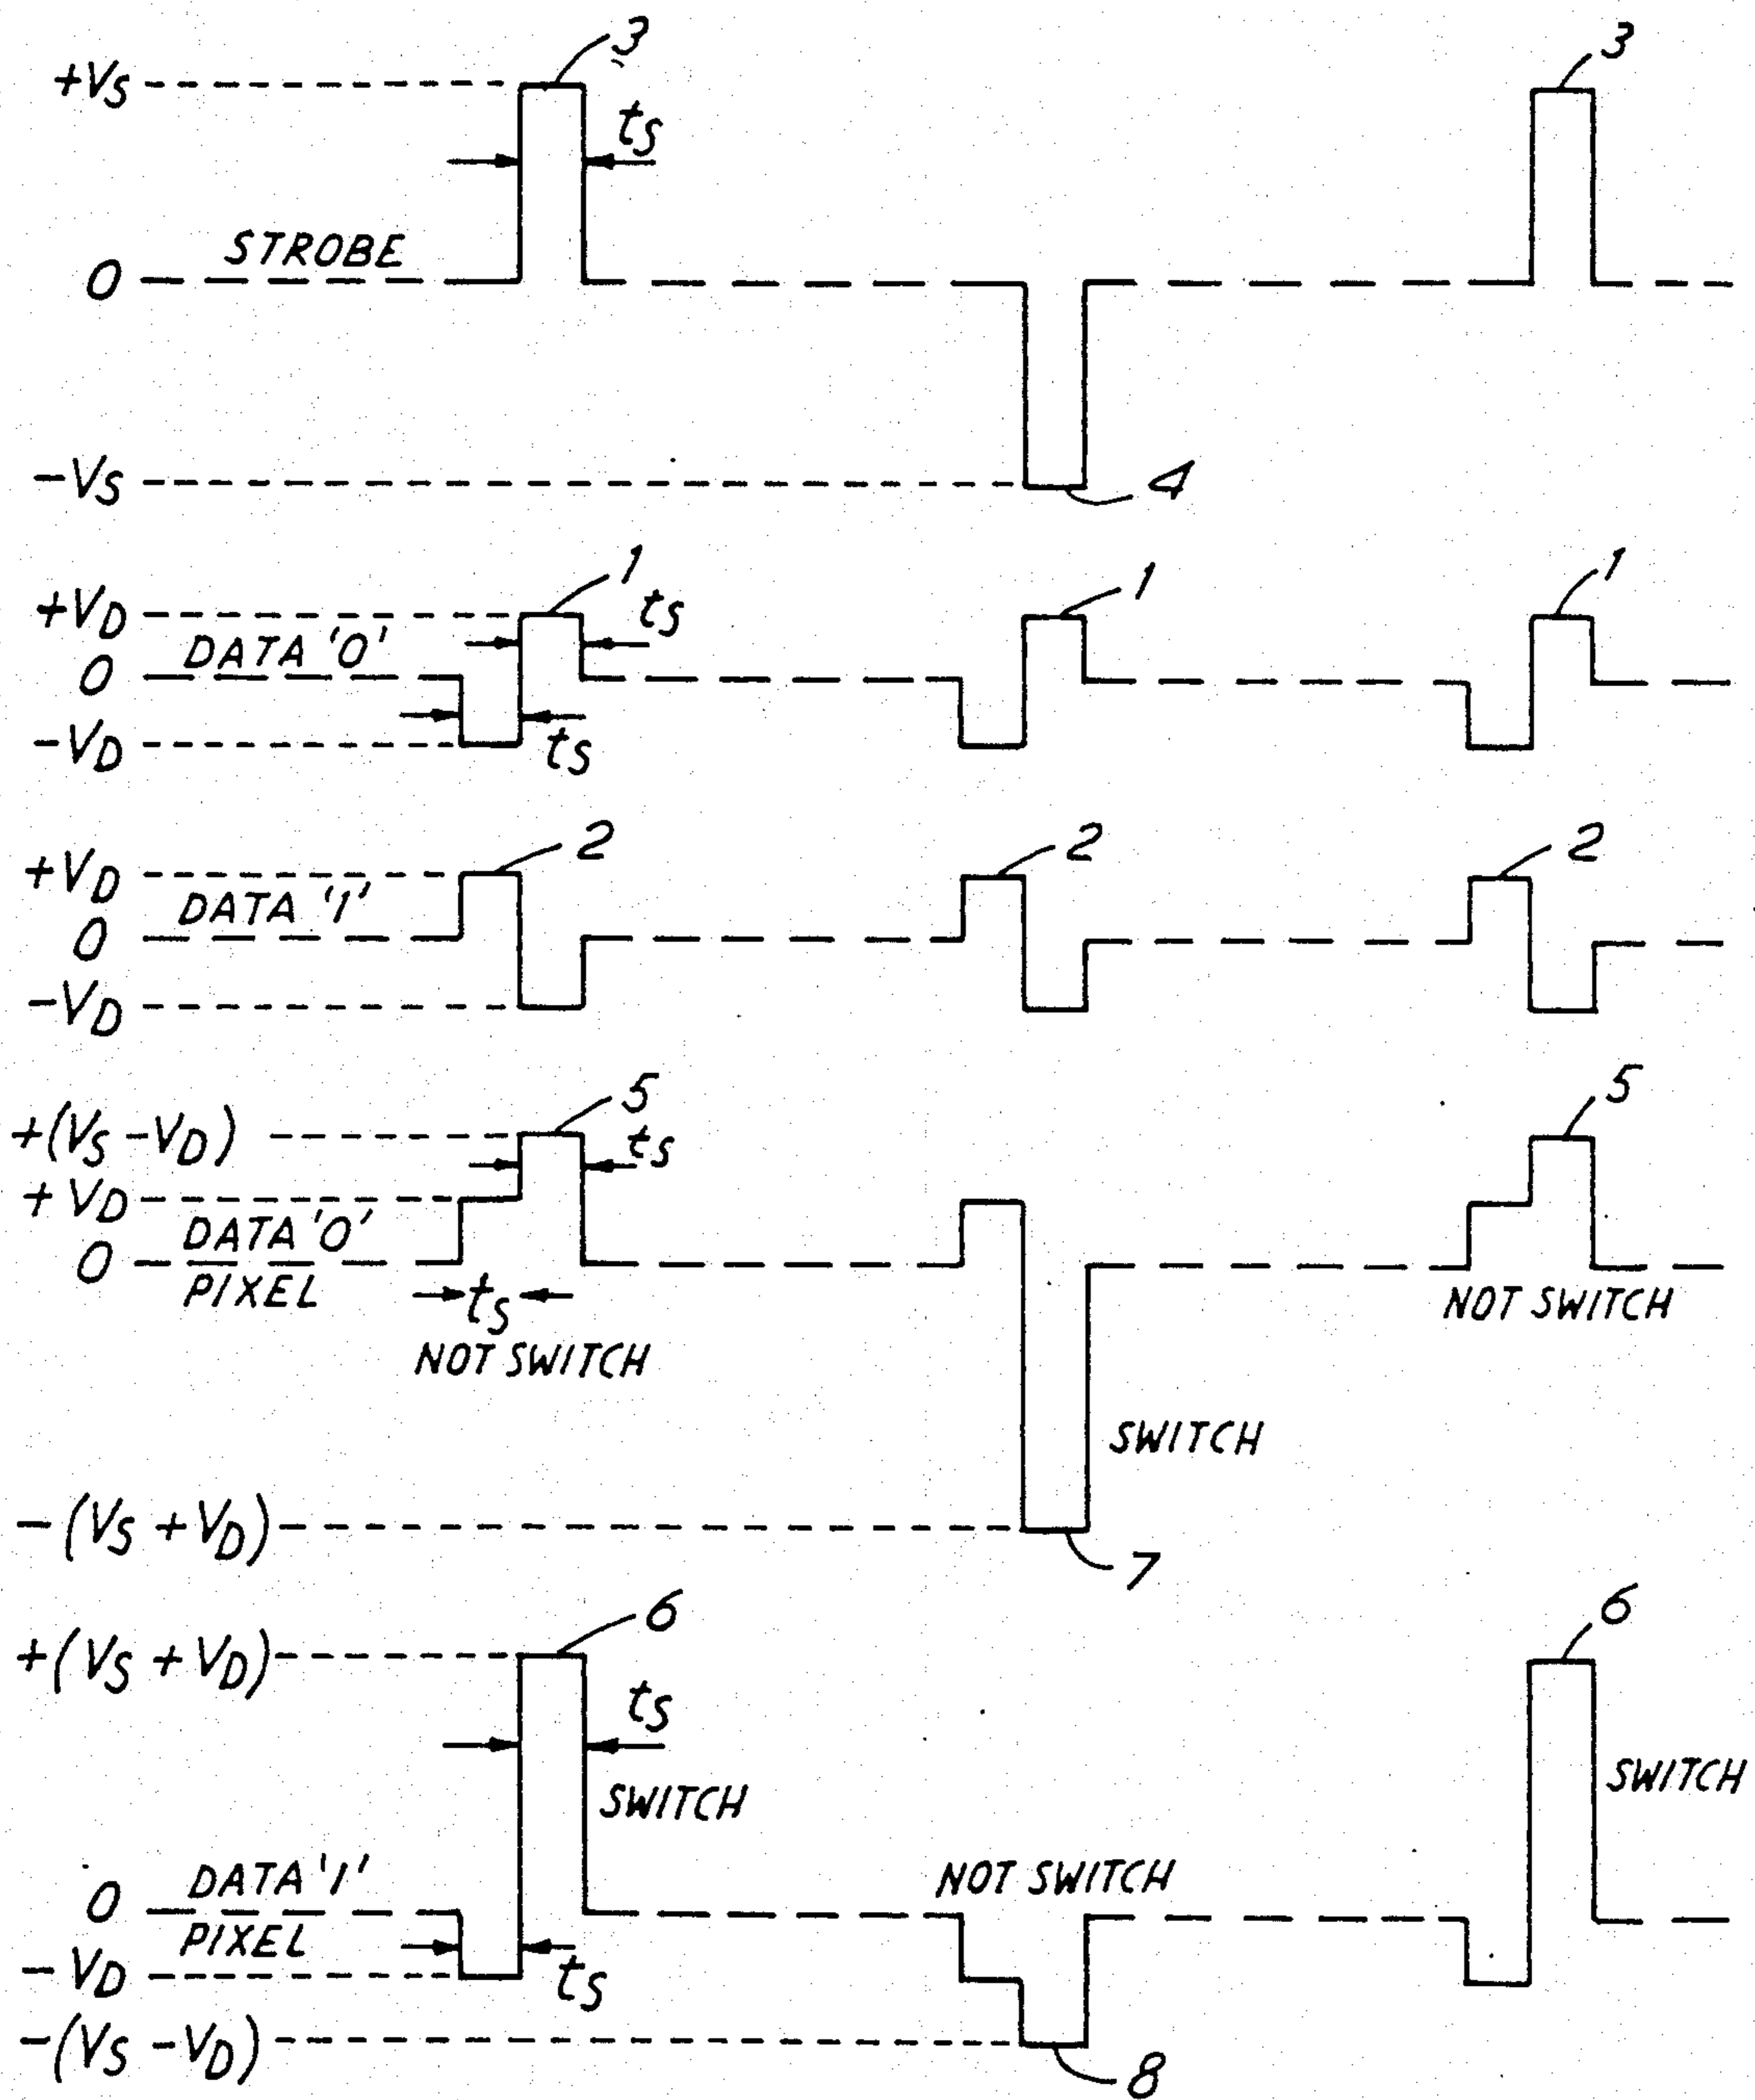 3 3
+VS
tS
STROBE
0
-VS 4
1 1 1
+VD tS
DATA '0'
0
-VD tS
2 2 2
+VD
DATA '1'
0
-VD
5 5
+(VS -VD) tS
+ VD
DATA '0'
0
PIXEL tS NOT SWITCH
NOT SWITCH
SWITCH
-(VS + VD)
7
6 6
+(VS + VD)
tS
SWITCH SWITCH
DATA '1' NOT SWITCH
0
PIXEL
- VD tS
-(VS -VD)
8